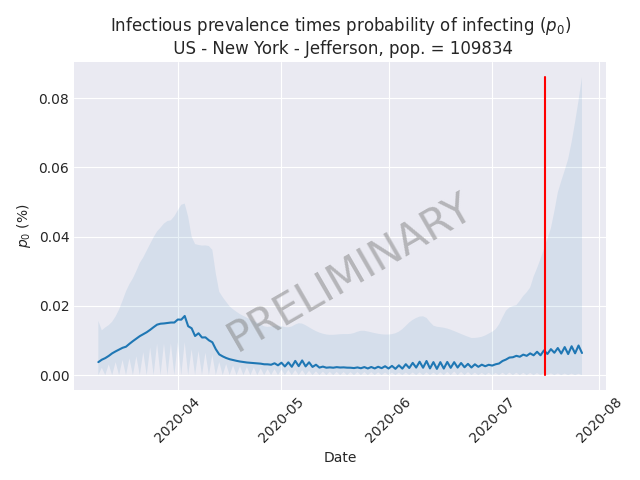 Infectious prevalence times probability of infecting (p₀)
US - New York - Jefferson, pop. = 109834
0.08
0.06
0.04
0.02
0.00
p₀ (%)
PRELIMINARY
2020-04
2020-05
2020-06
2020-07
2020-08
Date